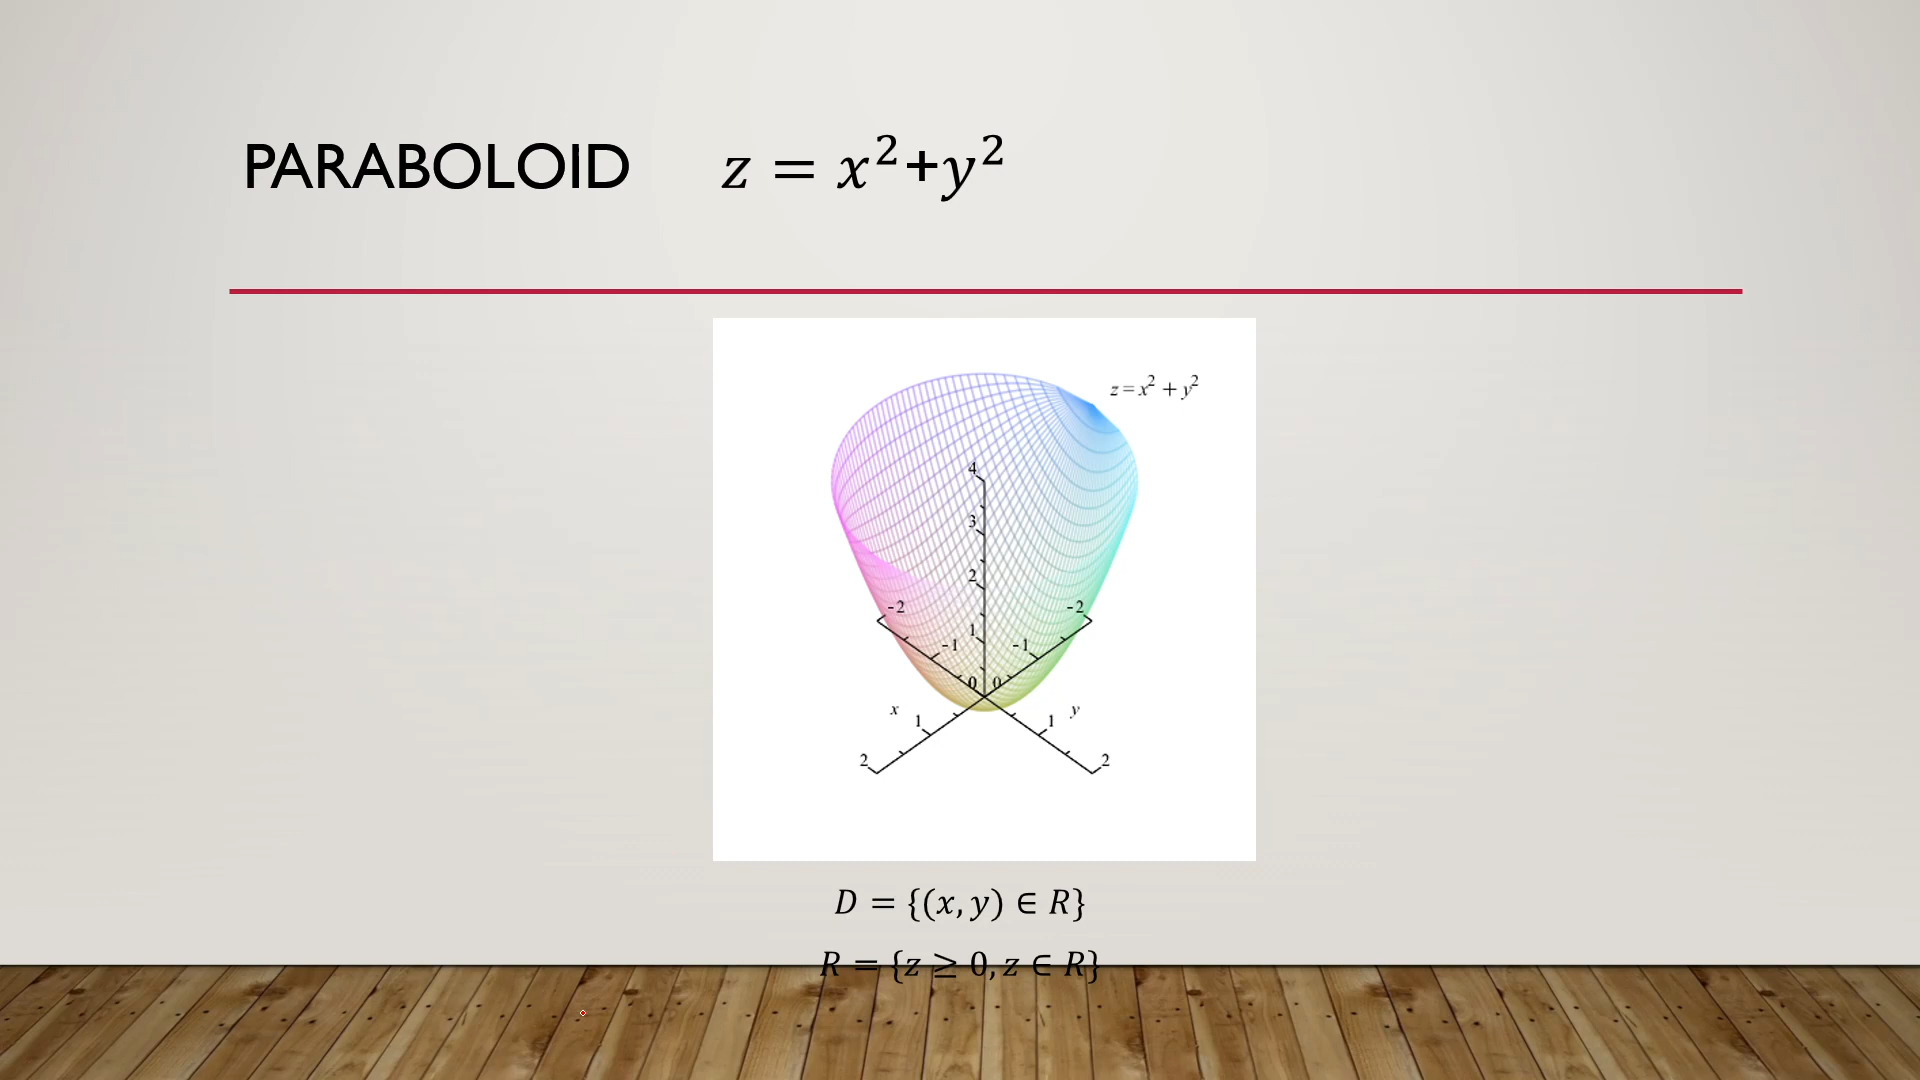 PARABOLOID z = x²+y²
z = x² + y²
4
3
2
-2 -2
1
-1 -1
0 0
x y
1 1
2 2
D = {(x, y) ∈ R}
R = {z ≥ 0, z ∈ R}